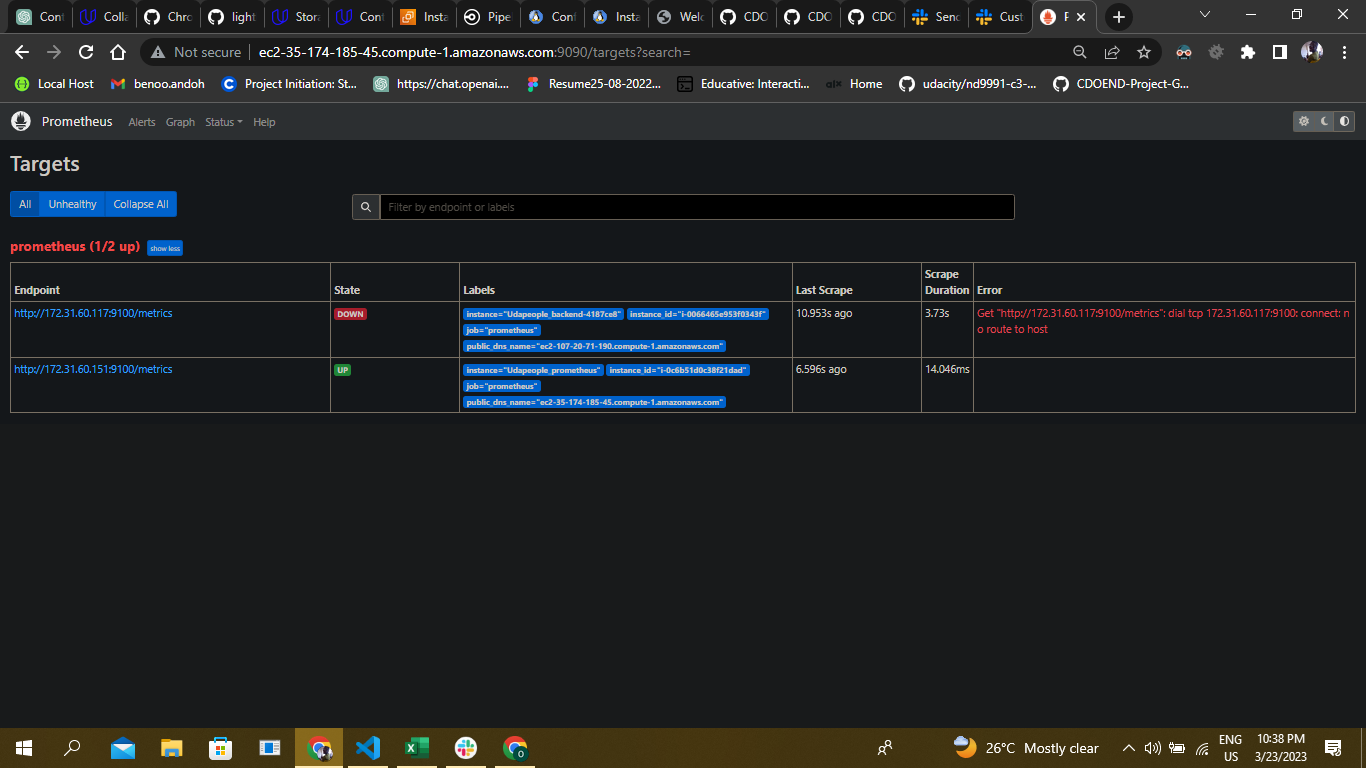 Cont
Colla
Chro
light
Stora
Cont
Insta
Pipe
Cont
Insta
Welc
CDO
CDO
CDO
Send
Cust
Not secure
ec2-35-174-185-45.compute-1.amazonaws.com:9090/targets?search=
Local Host
benoo.andoh
Project Initiation: St...
https://chat.openai....
Resume25-08-2022...
Educative: Interacti...
alx
Home
udacity/nd9991-c3-...
CDOEND-Project-G...
Prometheus Alerts Graph Status Help
Targets
All Unhealthy Collapse All
Filter by endpoint or labels
prometheus (1/2 up) show less
Endpoint State Labels Last Scrape Scrape Duration Error
http://172.31.60.117:9100/metrics
DOWN
instance="Udapeople_backend-4187ce8" instance_id="i-0066465e953f0343f"
job="prometheus"
public_dns_name="ec2-107-20-71-190.compute-1.amazonaws.com"
10.953s ago
3.73s
Get "http://172.31.60.117:9100/metrics": dial tcp 172.31.60.117:9100: connect: n
o route to host
http://172.31.60.151:9100/metrics
UP
instance="Udapeople_prometheus" instance_id="i-0c6b51d0c38f21dad"
job="prometheus"
public_dns_name="ec2-35-174-185-45.compute-1.amazonaws.com"
6.596s ago
14.046ms
26°C Mostly clear
ENG
US
10:38 PM
3/23/2023